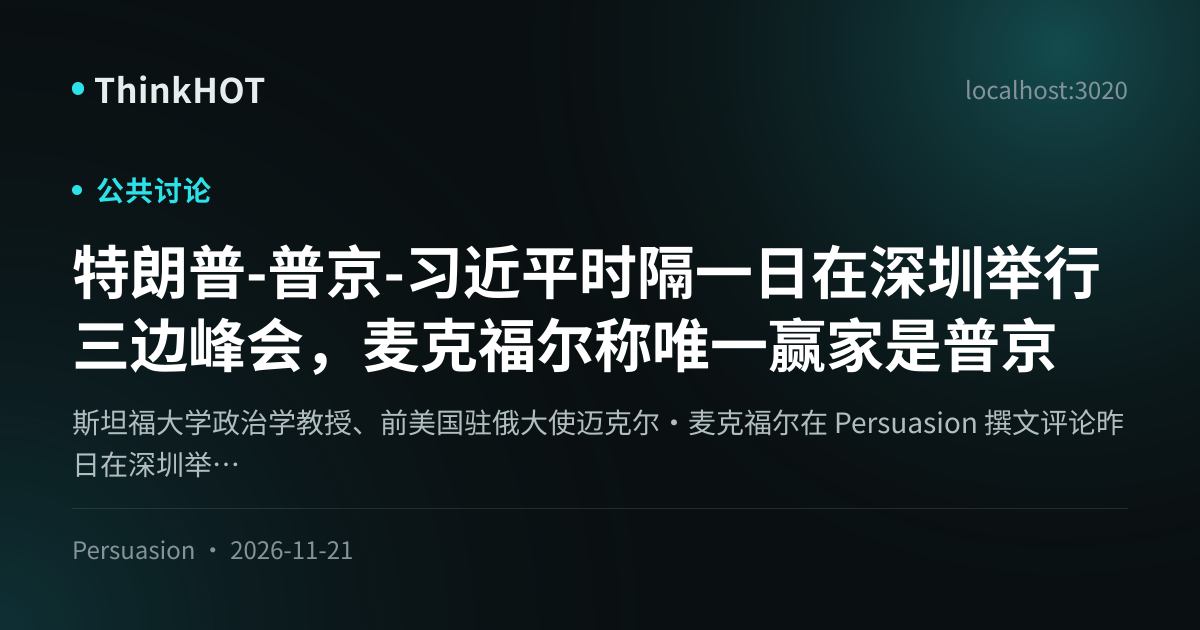 ThinkHOT
localhost:3020
公共讨论
特朗普-普京-习近平时隔一日在深圳举行
三边峰会，麦克福尔称唯一赢家是普京
斯坦福大学政治学教授、前美国驻俄大使迈克尔·麦克福尔在 Persuasion 撰文评论昨
日在深圳举…
Persuasion · 2026-11-21